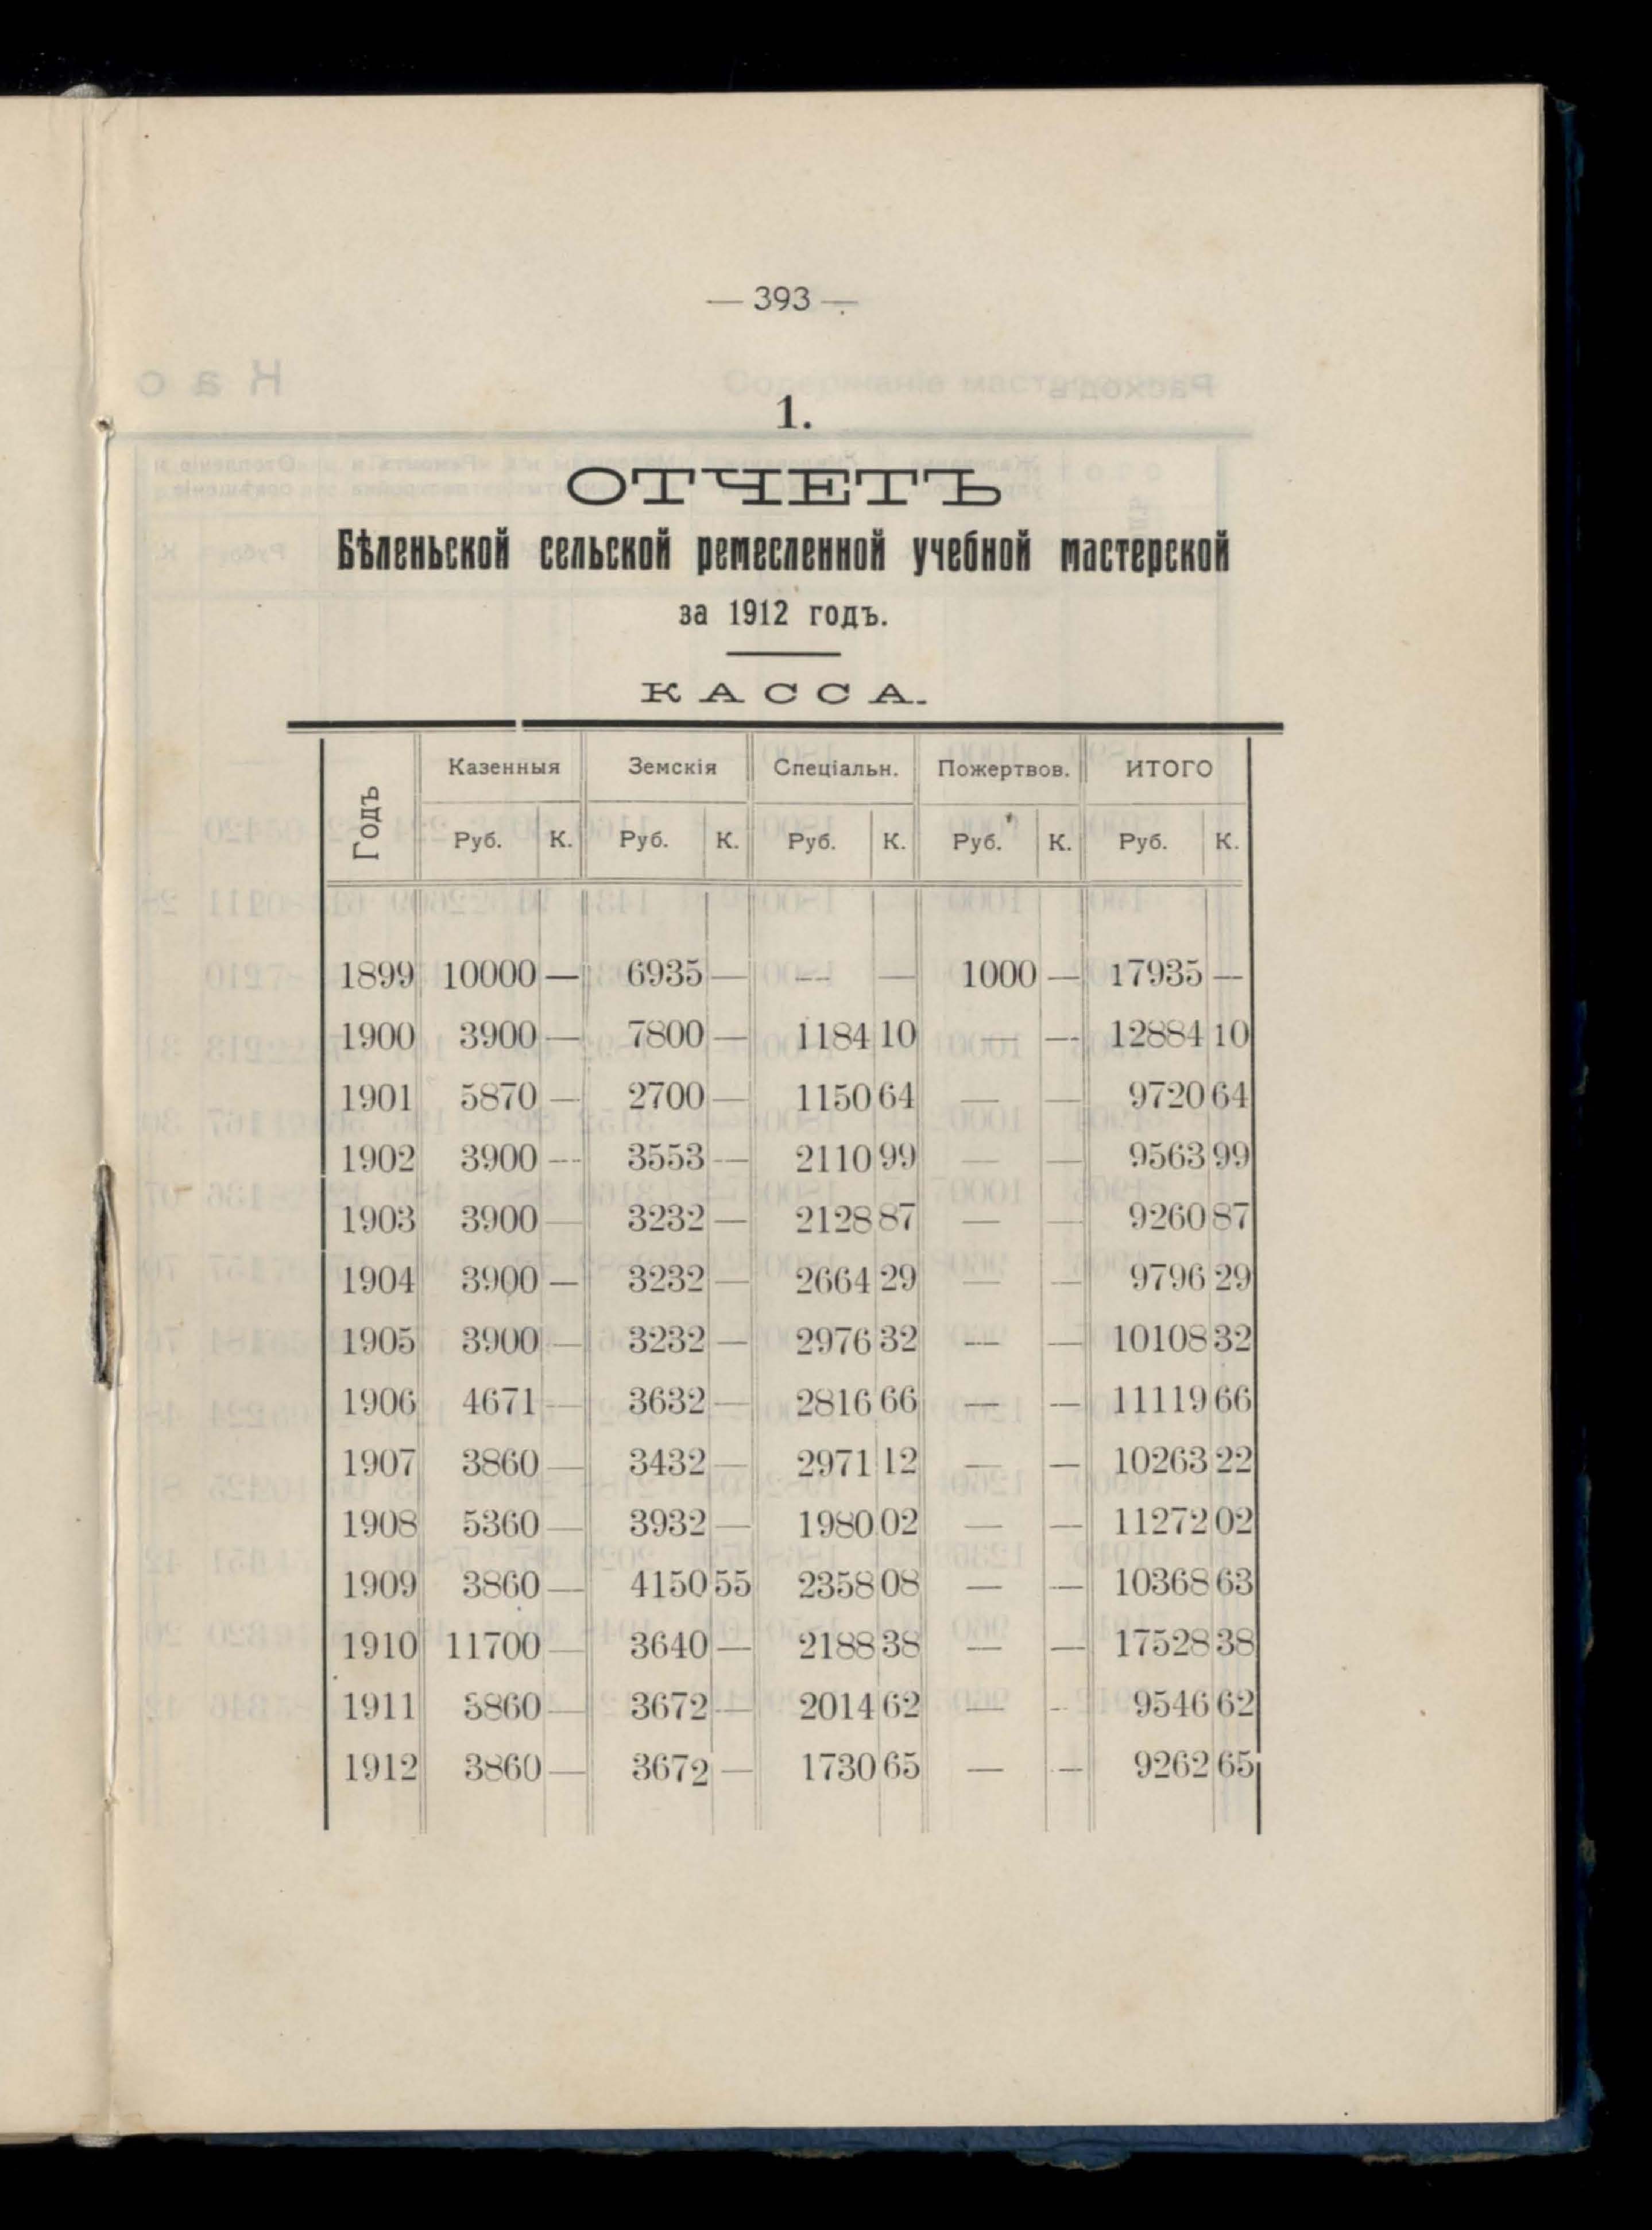 — 393 —
1.
ОТЧЕТЪ
Бѣленьской сельской ремесленной учебной мастерской
за 1912 годъ.
КАССА.
Годъ Казенныя Земскія Спеціальн. Пожертвов. ИТОГО
Руб. К. Руб. К. Руб. К. Руб. К. Руб. К.
1899 10000 — 6935 — — — 1000 — 17935 —
1900 3900 — 7800 — 1184 10 — — 12884 10
1901 5870 — 2700 — 1150 64 — — 9720 64
1902 3900 — 3553 — 2110 99 — — 9563 99
1903 3900 — 3232 — 2128 87 — — 9260 87
1904 3900 — 3232 — 2664 29 — — 9796 29
1905 3900 — 3232 — 2976 32 — — 10108 32
1906 4671 — 3632 — 2816 66 — — 11119 66
1907 3860 — 3432 — 2971 12 — — 10263 22
1908 5360 — 3932 — 1980 02 — — 11272 02
1909 3860 — 4150 55 2358 08 — — 10368 63
1910 11700 — 3640 — 2188 38 — — 17528 38
1911 3860 — 3672 — 2014 62 — — 9546 62
1912 3860 — 3672 — 1730 65 — — 9262 65